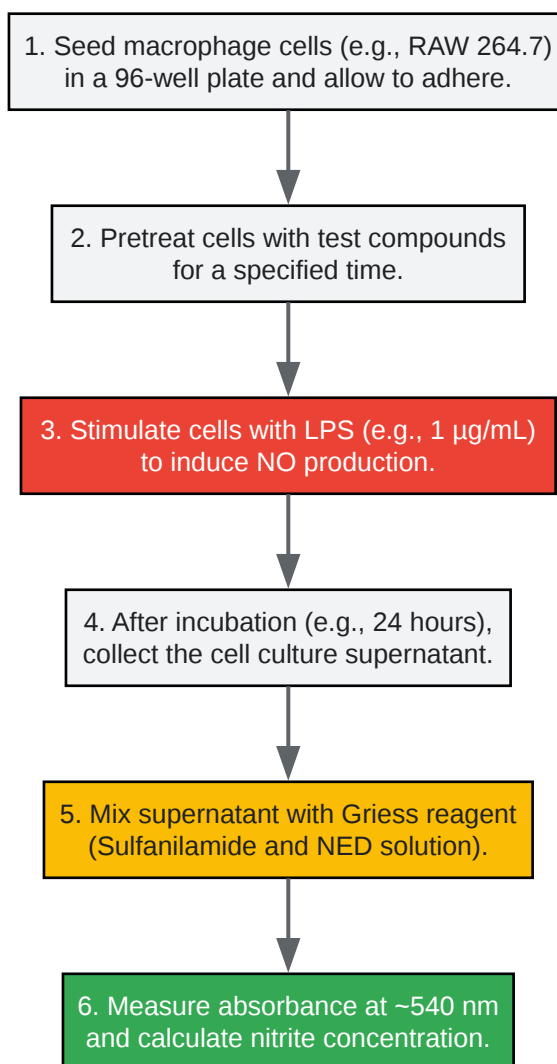 1. Seed macrophage cells (e.g., RAW 264.7)
in a 96-well plate and allow to adhere.
2. Pretreat cells with test compounds
for a specified time.
3. Stimulate cells with LPS (e.g., 1 µg/mL)
to induce NO production.
4. After incubation (e.g., 24 hours),
collect the cell culture supernatant.
5. Mix supernatant with Griess reagent
(Sulfanilamide and NED solution).
6. Measure absorbance at ~540 nm
and calculate nitrite concentration.